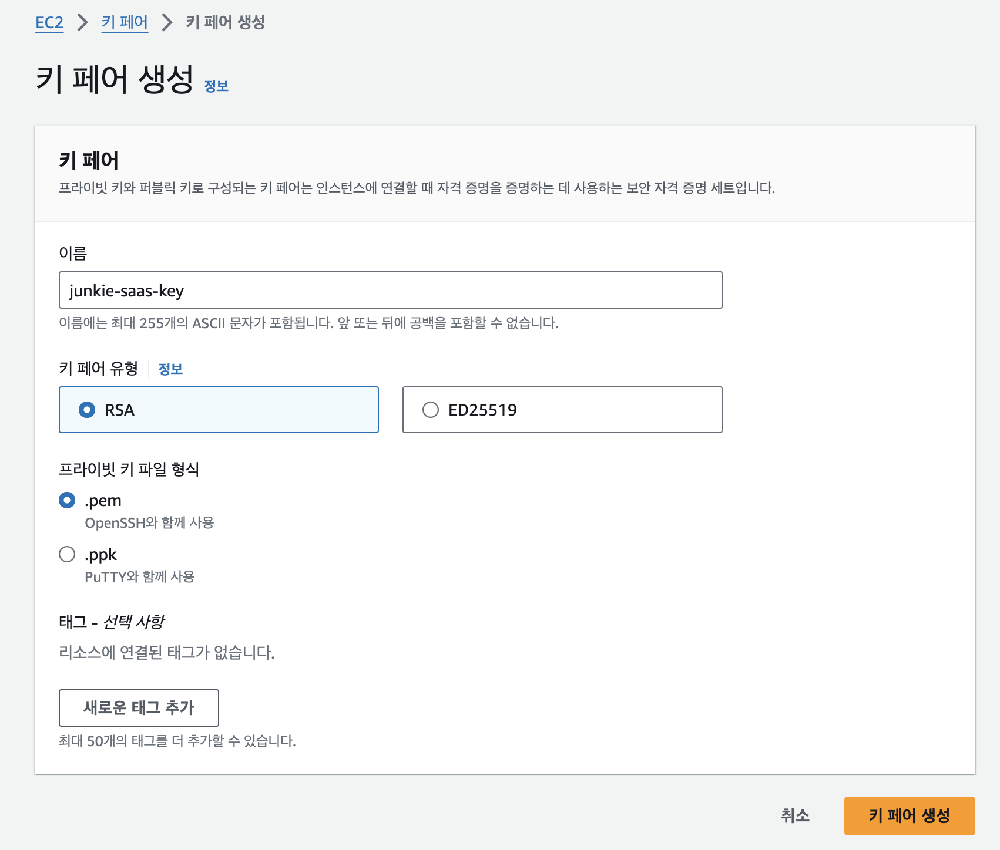 EC2 > 키 페어 > 키 페어 생성
키 페어 생성 정보
키 페어
프라이빗 키와 퍼블릭 키로 구성되는 키 페어는 인스턴스에 연결할 때 자격 증명을 증명하는 데 사용하는 보안 자격 증명 세트입니다.
이름
junkie-saas-key
이름에는 최대 255개의 ASCII 문자가 포함됩니다. 앞 또는 뒤에 공백을 포함할 수 없습니다.
키 페어 유형 정보
RSA ED25519
프라이빗 키 파일 형식
.pem
OpenSSH와 함께 사용
.ppk
PuTTY와 함께 사용
태그 - 선택 사항
리소스에 연결된 태그가 없습니다.
새로운 태그 추가
최대 50개의 태그를 더 추가할 수 있습니다.
취소 키 페어 생성